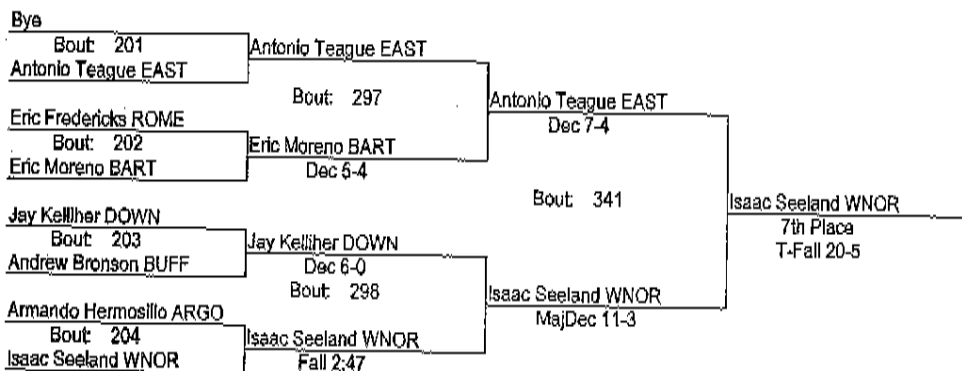 Bye
Bout: 201
Antonio Teague EAST
Antonio Teague EAST
Bout: 297
Eric Fredericks ROME
Bout: 202
Eric Moreno BART
Eric Moreno BART
Dec 5-4
Antonio Teague EAST
Dec 7-4
Bout: 341
Jay Kelliher DOWN
Bout: 203
Andrew Bronson BUFF
Jay Kelliher DOWN
Dec 6-0
Bout: 298
Armando Hermosillo ARGO
Bout: 204
Isaac Seeland WNOR
Isaac Seeland WNOR
Fall 2:47
Isaac Seeland WNOR
MajDec 11-3
Isaac Seeland WNOR
7th Place
T-Fall 20-5